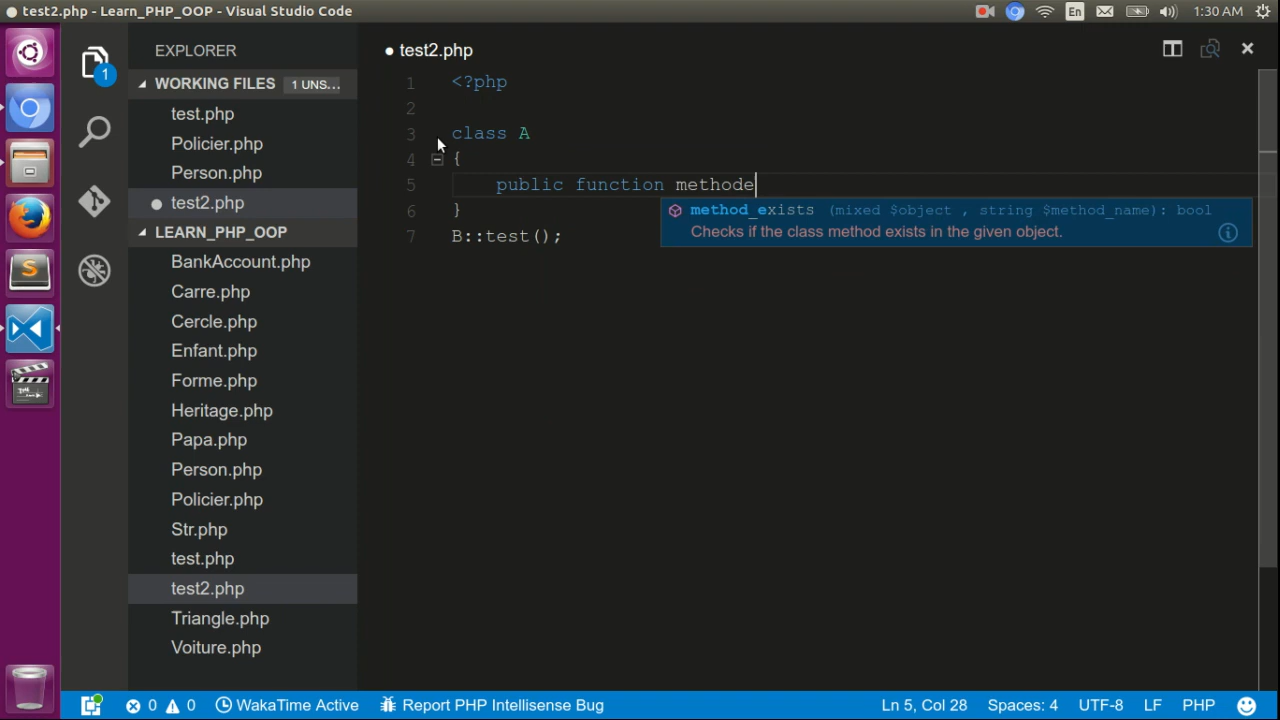 test2.php - Learn_PHP_OOP - Visual Studio Code
En
1:30 AM
EXPLORER
WORKING FILES 1 UNS...
test.php
Policier.php
Person.php
test2.php
LEARN_PHP_OOP
BankAccount.php
Carre.php
Cercle.php
Enfant.php
Forme.php
Heritage.php
Papa.php
Person.php
Policier.php
Str.php
test.php
test2.php
Triangle.php
Voiture.php
1
test2.php
1 <?php
2
3 class A
4 {
5 public function methode
6 }
7 B::test();
method_exists (mixed $object , string $method_name): bool
Checks if the class method exists in the given object.
0 0 WakaTime Active Report PHP Intellisense Bug Ln 5, Col 28 Spaces: 4 UTF-8 LF PHP